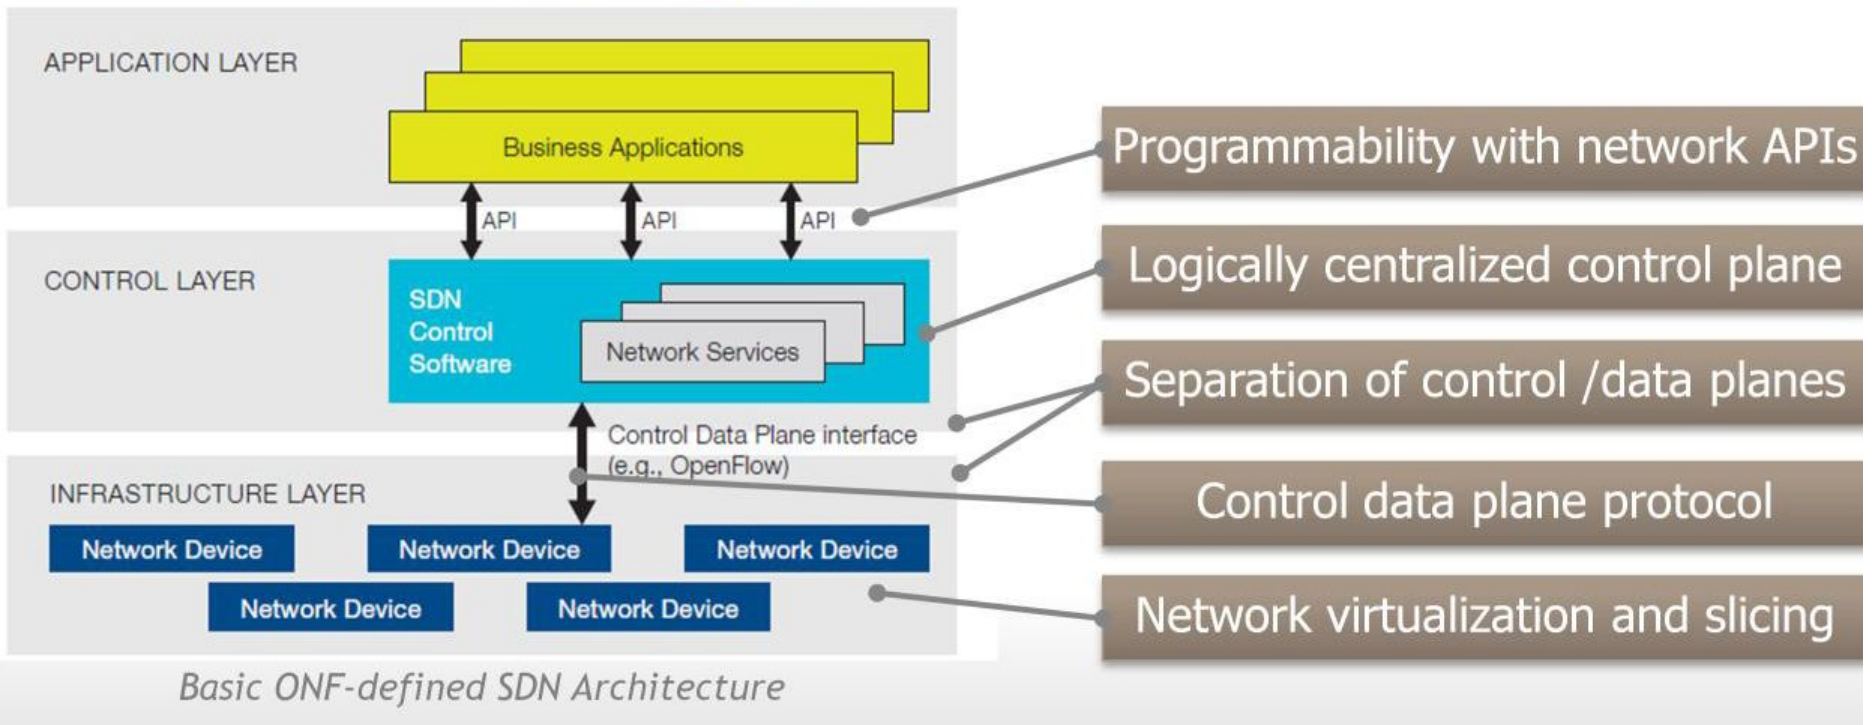 APPLICATION LAYER
Business Applications
API
API
API
Programmability with network APIs
CONTROL LAYER
SDN
Control
Software
Network Services
Logically centralized control plane
Separation of control /data planes
Control Data Plane interface
(e.g., OpenFlow)
Control data plane protocol
INFRASTRUCTURE LAYER
Network Device
Network Device
Network Device
Network Device
Network Device
Network virtualization and slicing
Basic ONF-defined SDN Architecture